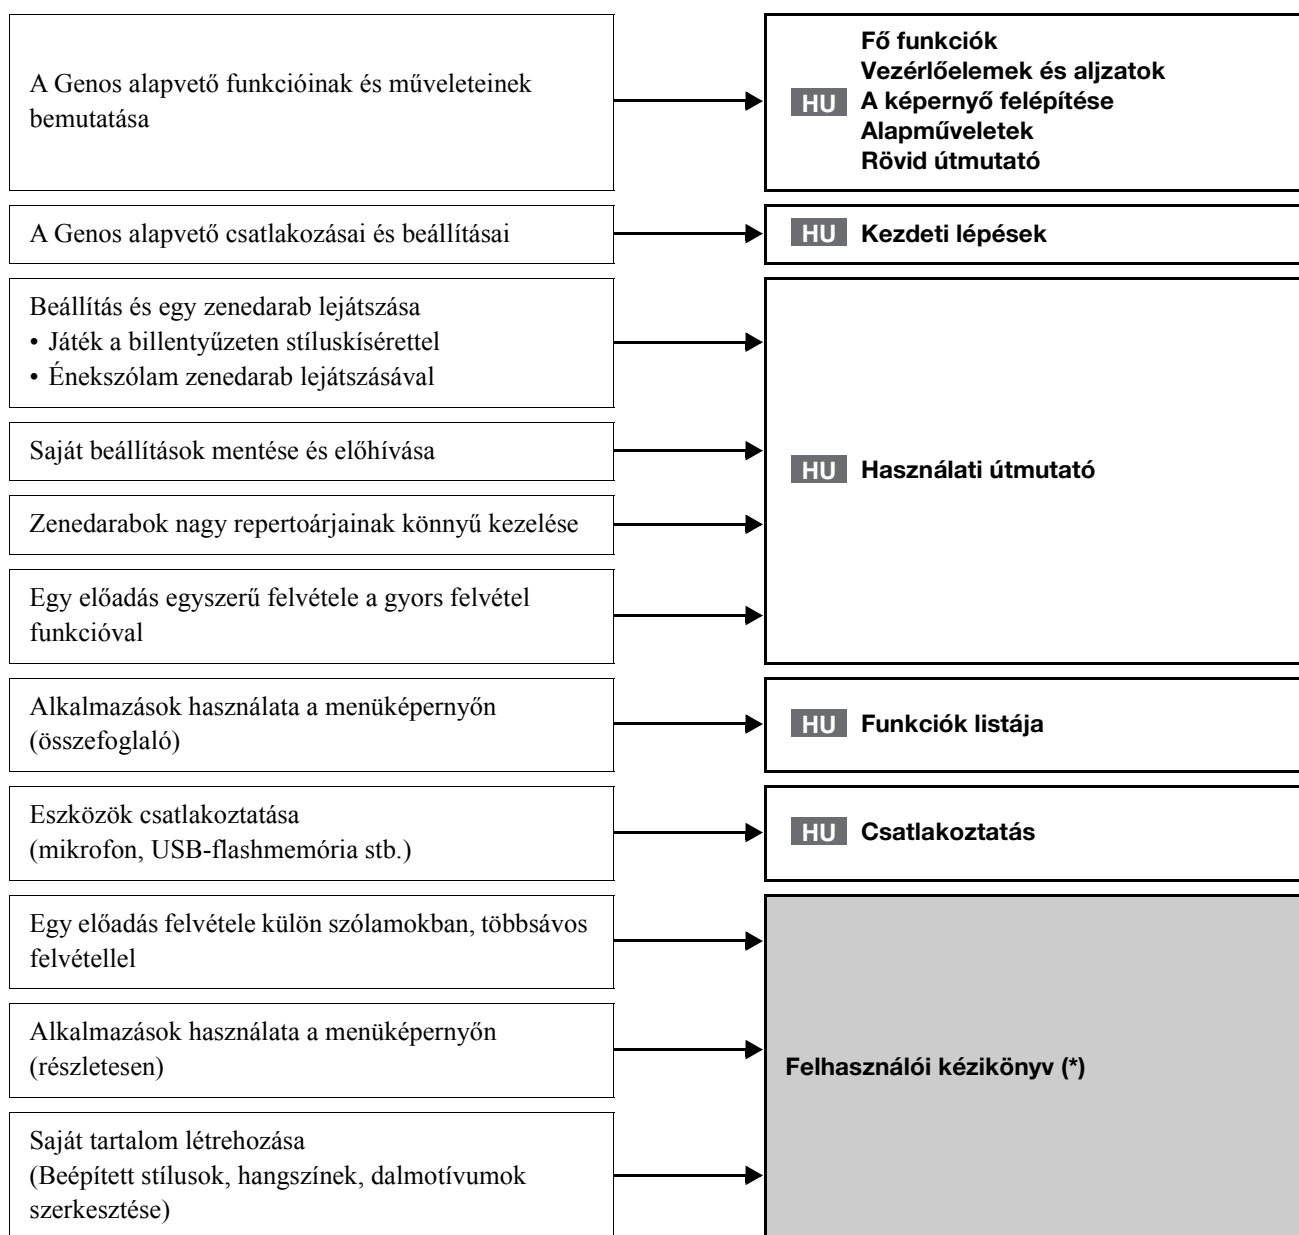 A Genos alapvető funkcióinak és műveleteinek
bemutatása
HU
Fő funkciók
Vezérlőelemek és aljzatok
A képernyő felépítése
Alapműveletek
Rövid útmutató
A Genos alapvető csatlakozásai és beállításai
HU Kezdeti lépések
Beállítás és egy zenedarab lejátszása
• Játék a billentyűzeten stíluskísérettel
• Énekszólam zenedarab lejátszásával
Saját beállítások mentése és előhívása
Zenedarabok nagy repertoárjainak könnyű kezelése
Egy előadás egyszerű felvétele a gyors felvétel
funkcióval
HU Használati útmutató
Alkalmazások használata a menüképernyőn
(összefoglaló)
HU Funkciók listája
Eszközök csatlakoztatása
(mikrofon, USB-flashmemória stb.)
HU Csatlakoztatás
Egy előadás felvétele külön szólamokban, többsávos
felvétellel
Alkalmazások használata a menüképernyőn
(részletesen)
Saját tartalom létrehozása
(Beépített stílusok, hangszínek, dalmotívumok
szerkesztése)
Felhasználói kézikönyv (*)